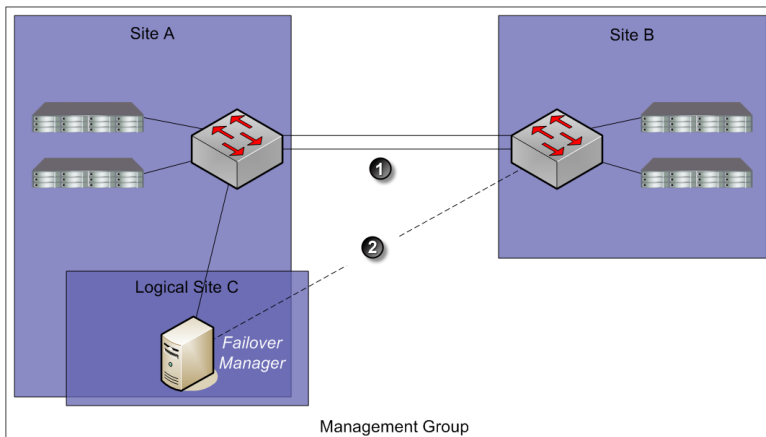 Site A
Site B
1
2
Logical Site C
Failover
Manager
Management Group